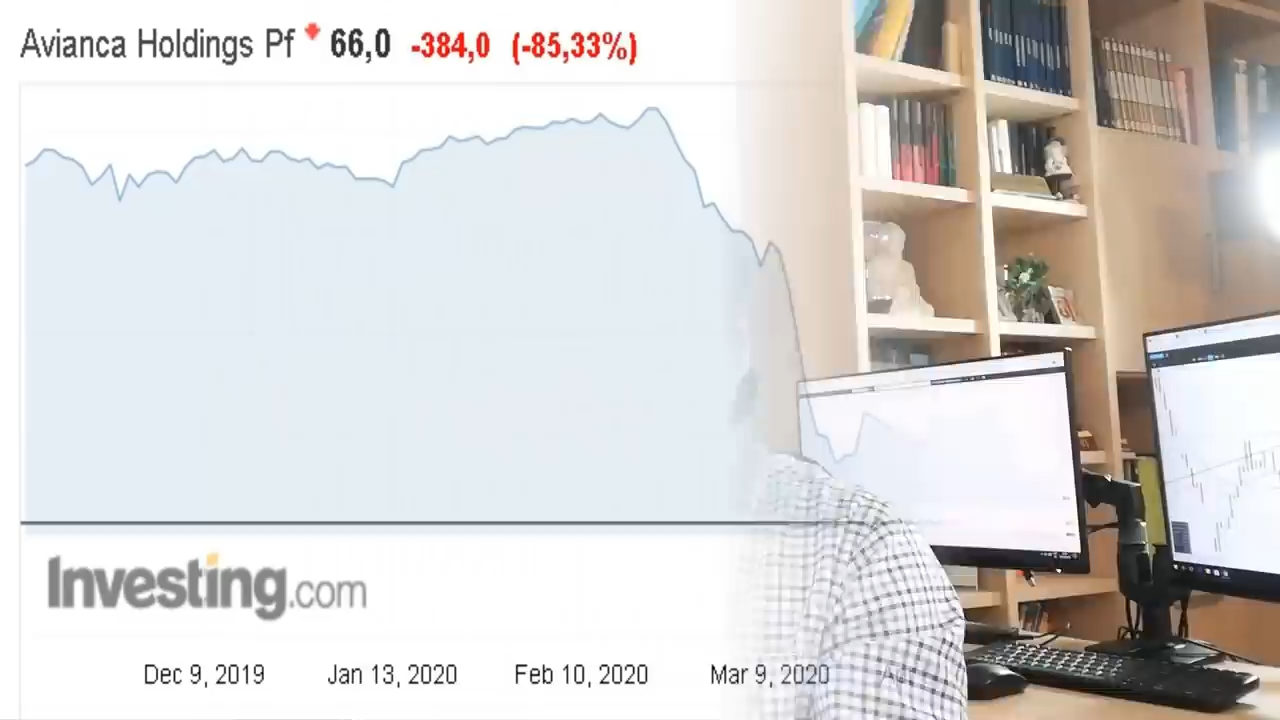 Avianca Holdings Pf 66,0 -384,0 (-85,33%)
Investing.com
Dec 9, 2019 Jan 13, 2020 Feb 10, 2020 Mar 9, 2020